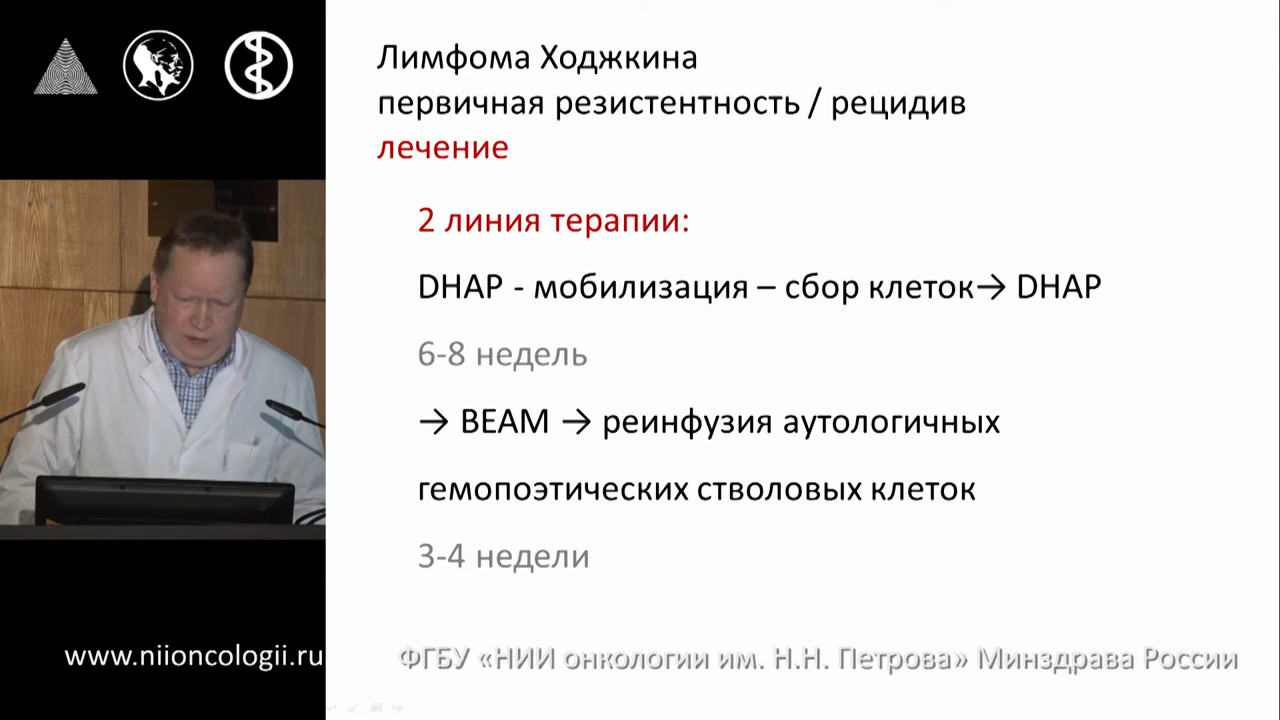 Лимфома Ходжкина
первичная резистентность / рецидив
лечение
2 линия терапии:
DHAP - мобилизация – сбор клеток→ DHAP
6-8 недель
→ BEAM → реинфузия аутологичных
гемопоэтических стволовых клеток
3-4 недели
www.niioncologii.ru
ФГБУ «НИИ онкологии им. Н.Н. Петрова» Минздрава России